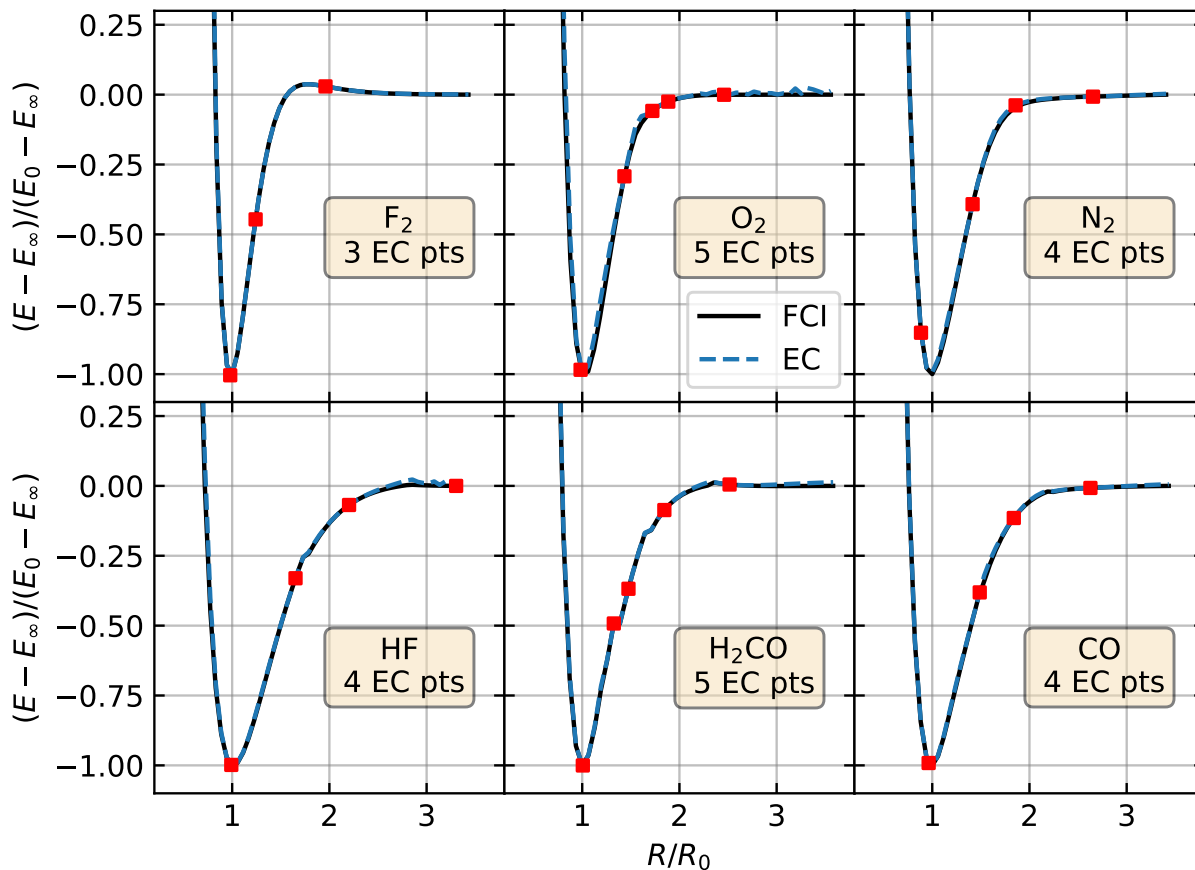 0.25
0.00
−0.25
−0.50
−0.75
−1.00
(E − E∞)/(E₀ − E∞)
F₂
3 EC pts
O₂
5 EC pts
FCI
EC
N₂
4 EC pts
0.25
0.00
−0.25
−0.50
−0.75
−1.00
(E − E∞)/(E₀ − E∞)
HF
4 EC pts
H₂CO
5 EC pts
CO
4 EC pts
1 2 3
1 2 3
1 2 3
R/R₀